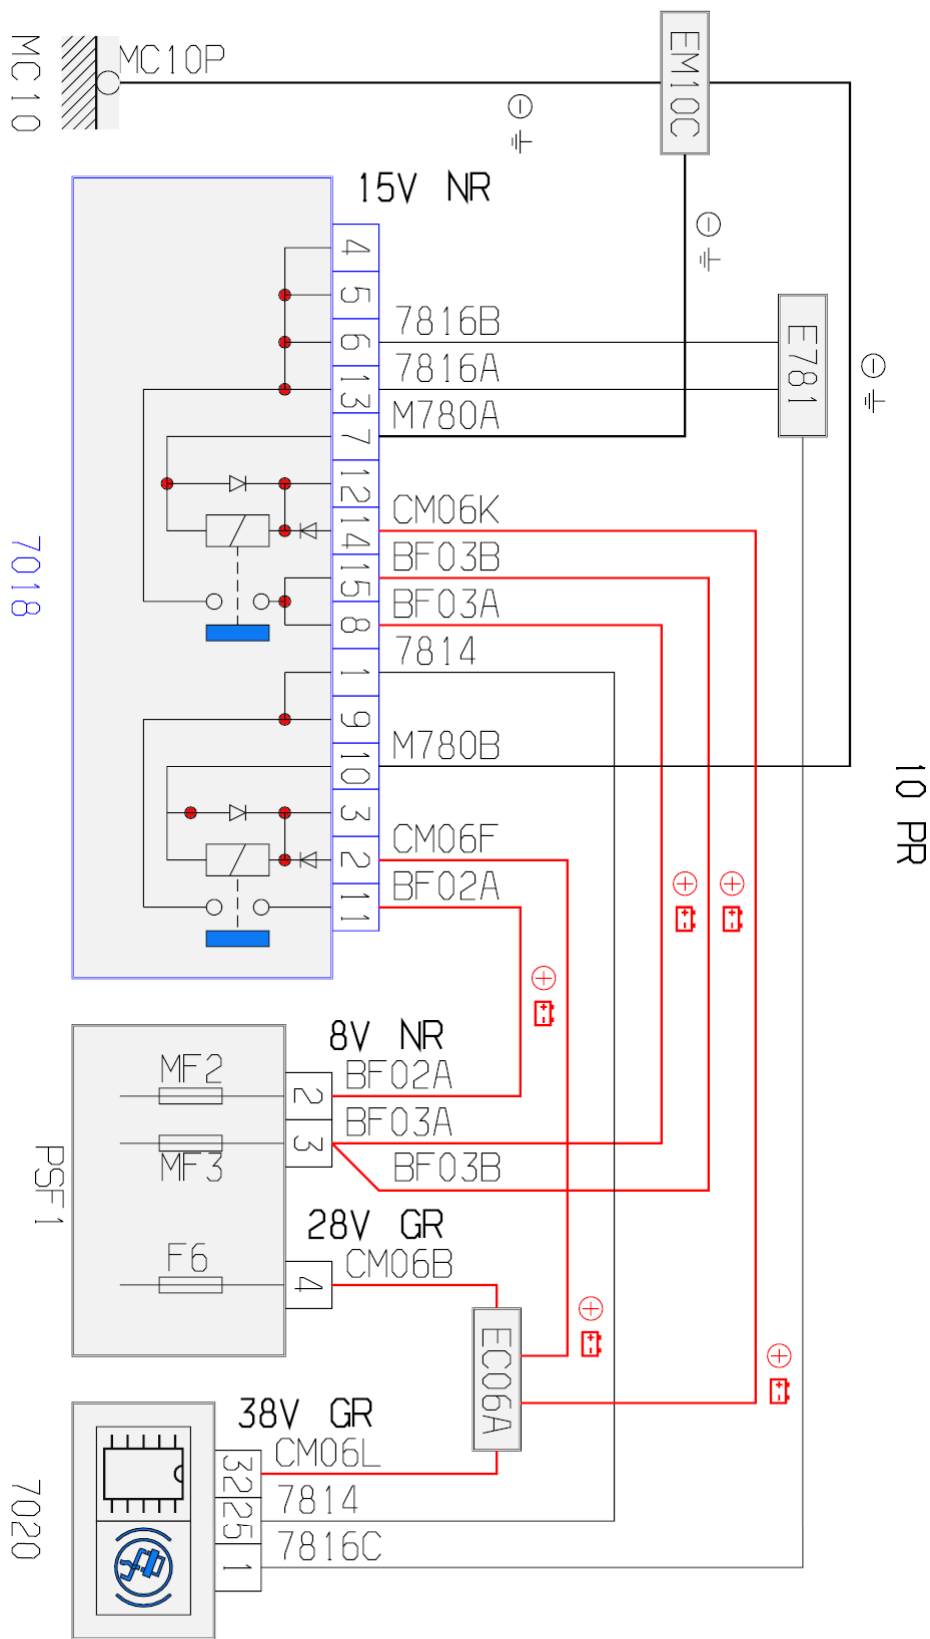 MC10
MC10P
EM10C
15V NR
4
5
7816B
6
7816A
13
E781
M780A
7
12
CM06K
14
BF03B
15
BF03A
8
7018
7814
1
9
M780B
10
10 PR
3
CM06F
2
BF02A
11
8V NR
MF2
BF02A
2
BF03A
3
MF3
BF03B
PSF1
28V GR
F6
CM06B
4
EC06A
38V GR
CM06L
32
7814
25
7816C
1
7020